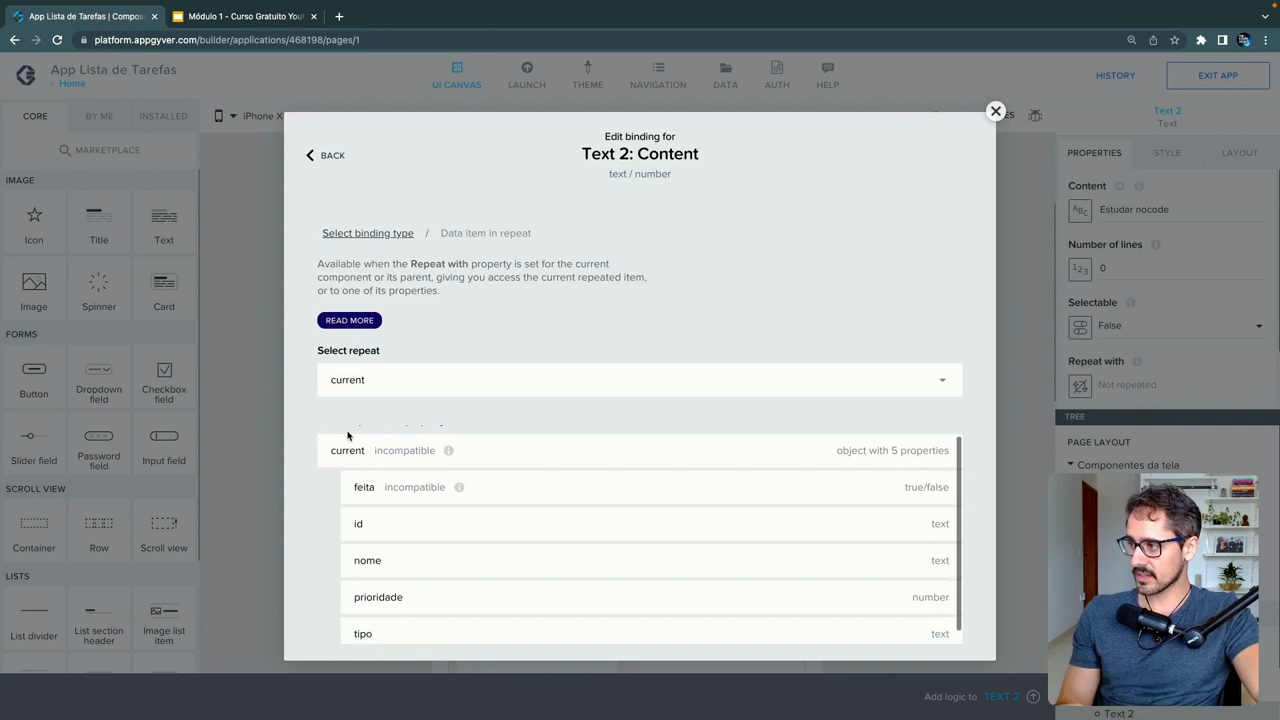 App Lista de Tarefas | Compos
Módulo 1 - Curso Gratuito Yout
platform.appgyver.com/builder/applications/468198/pages/1
App Lista de Tarefas
Home
UI CANVAS
LAUNCH
THEME
NAVIGATION
DATA
AUTH
HELP
HISTORY
EXIT APP
CORE
BY ME
INSTALLED
iPhone X
MARKETPLACE
IMAGE
Icon
Title
Text
Image
Spinner
Card
FORMS
Button
Dropdown field
Checkbox field
Slider field
Password field
Input field
SCROLL VIEW
Container
Row
Scroll view
LISTS
List divider
List section header
Image list item
BACK
Edit binding for
Text 2: Content
text / number
Select binding type / Data item in repeat
Available when the Repeat with property is set for the current
component or its parent, giving you access the current repeated item,
or to one of its properties.
READ MORE
Select repeat
current
current incompatible object with 5 properties
feita incompatible true/false
id text
nome text
prioridade number
tipo text
Text 2
Text
PROPERTIES
STYLE
LAYOUT
Content
ABC Estudar nocode
Number of lines
123 0
Selectable
False
Repeat with
Not repeated
TREE
PAGE LAYOUT
Componentes da tela
Add logic to TEXT 2
Text 2